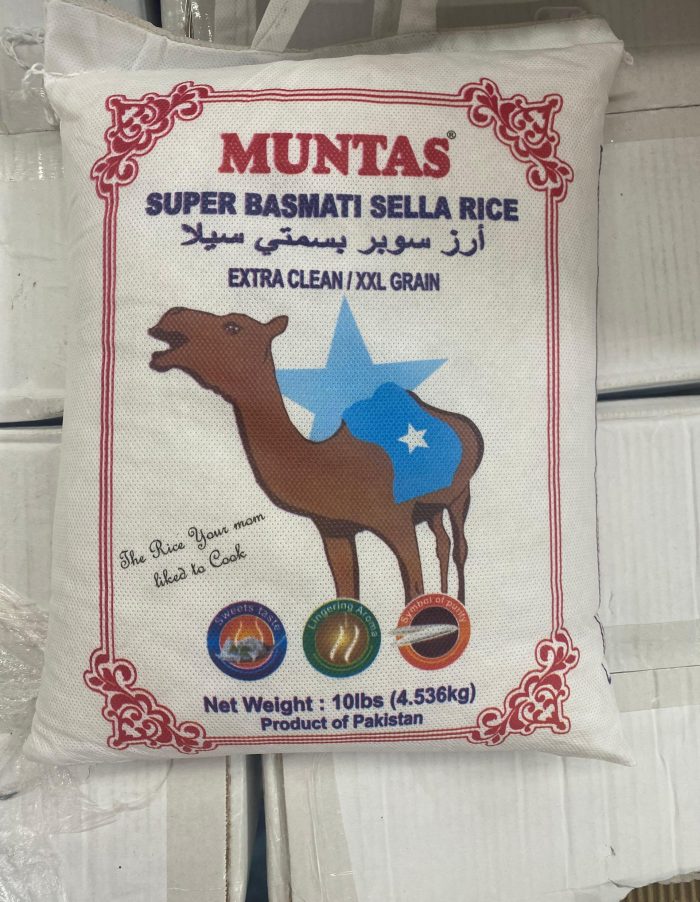 MUNTAS®
SUPER BASMATI SELLA RICE
أرز سوبر بسمتي سيلا
EXTRA CLEAN / XXL GRAIN
The Rice Your mom
liked to Cook
Sweets taste
Lingering Aroma
Symbol of purity
Net Weight : 10lbs (4.536kg)
Product of Pakistan